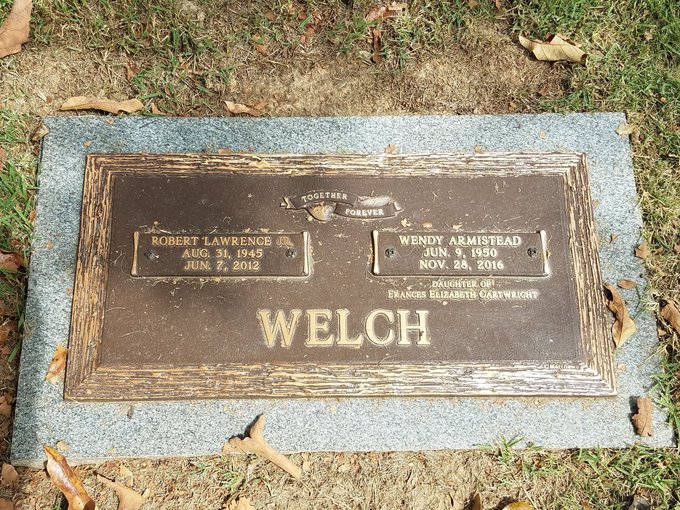 TOGETHER
FOREVER
ROBERT LAWRENCE JR.
AUG. 31, 1945
JUN. 7, 2012
WENDY ARMISTEAD
JUN. 9, 1950
NOV. 28, 2016
DAUGHTER OF
FRANCES ELIZABETH CARTWRIGHT
WELCH